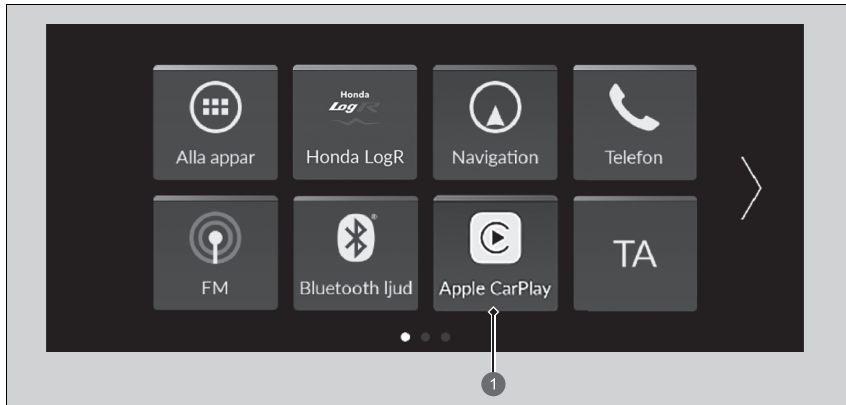 Honda
LogR
Alla appar
Honda LogR
Navigation
Telefon
FM
Bluetooth ljud
Apple CarPlay
TA
1